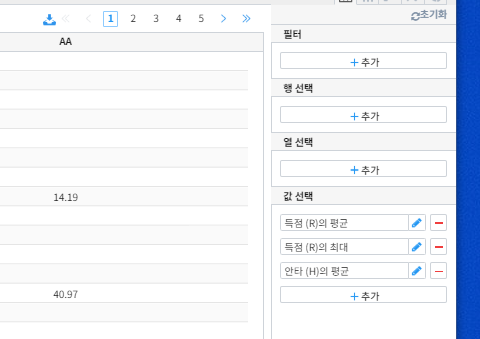 1 2 3 4 5
AA
14.19
40.97
초기화
필터
추가
행 선택
추가
열 선택
추가
값 선택
득점 (R)의 평균
득점 (R)의 최대
안타 (H)의 평균
추가